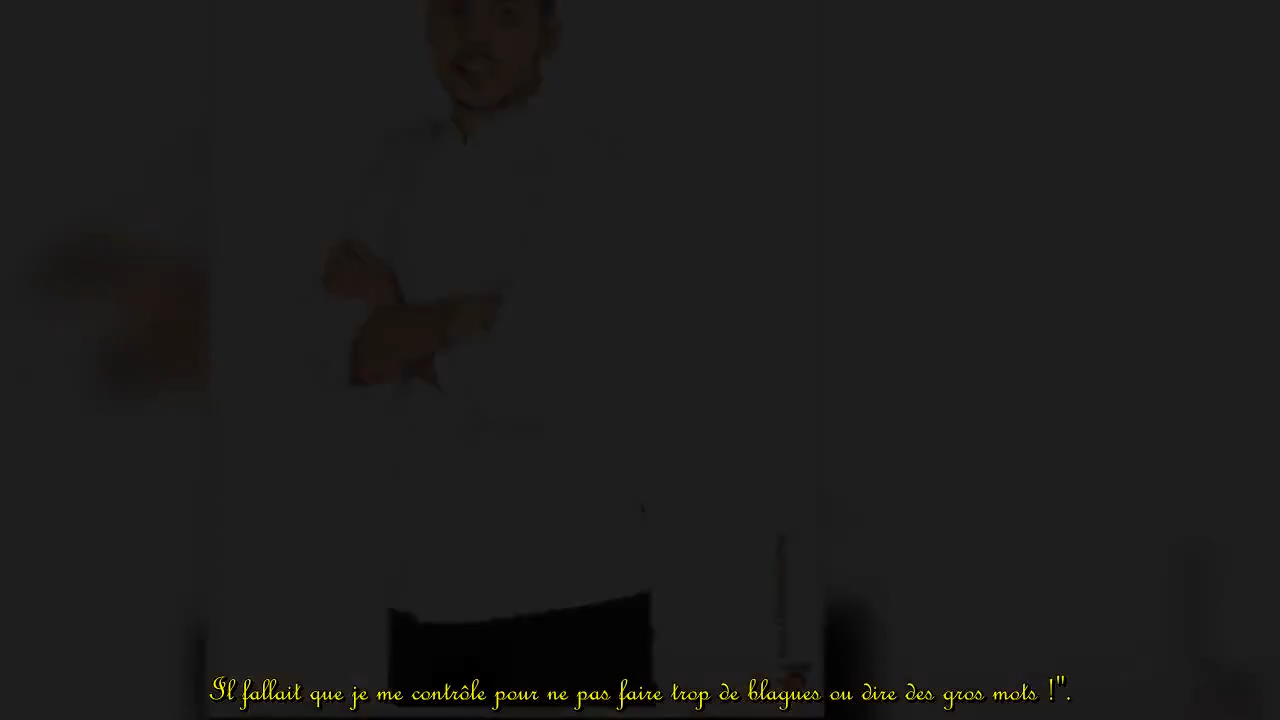 Il fallait que je me contrôle pour ne pas faire trop de blagues ou dire des gros mots !".